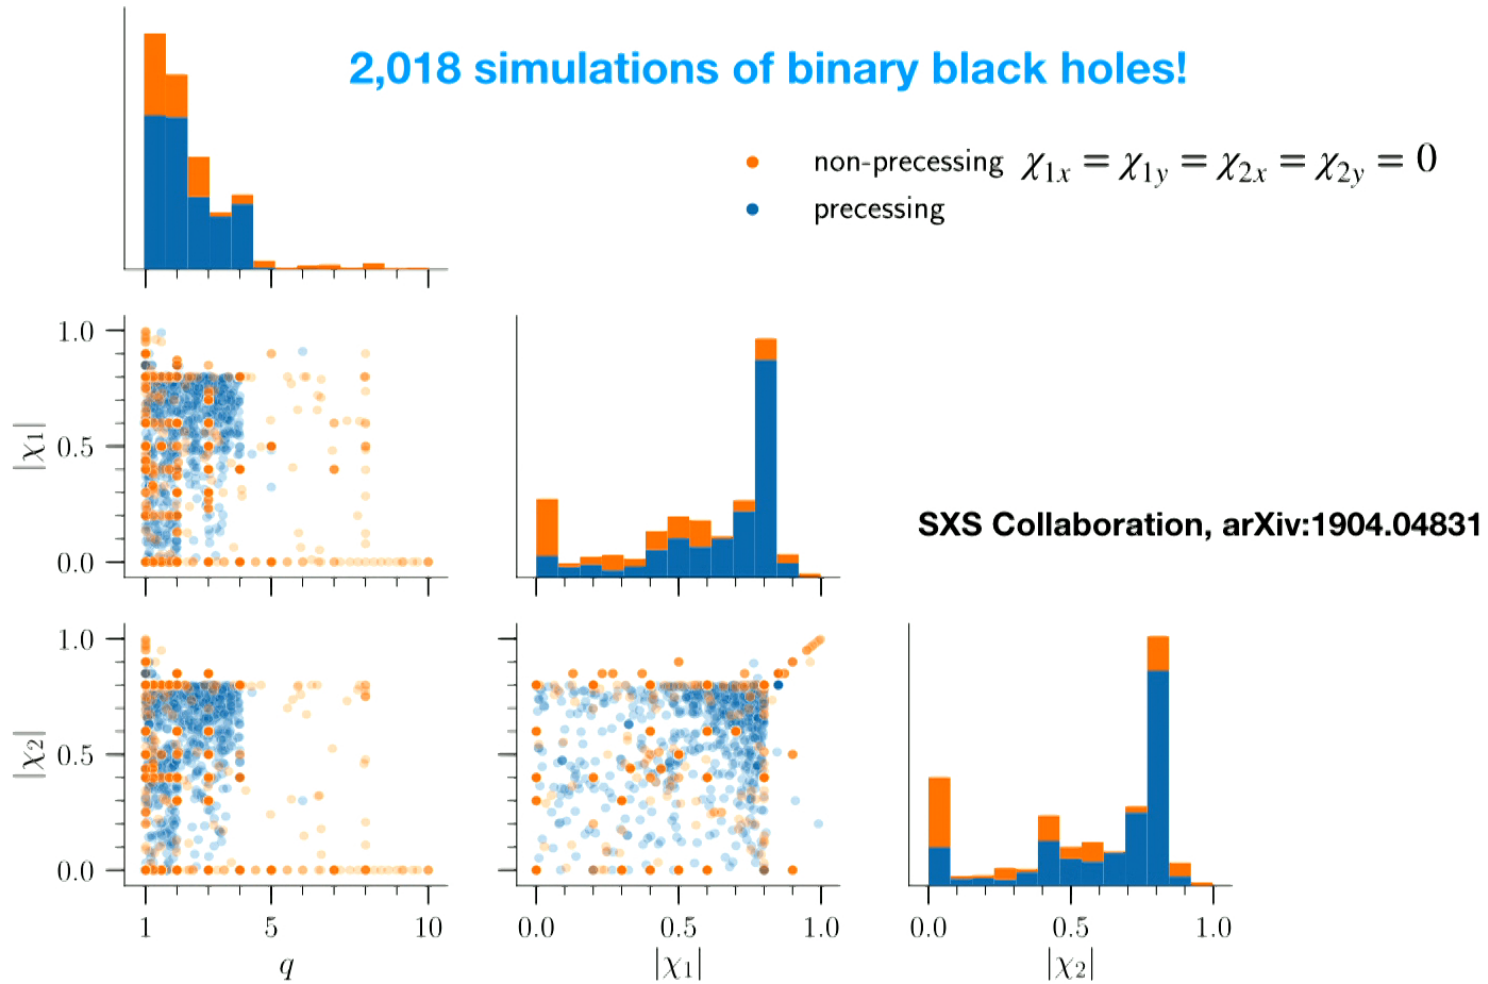 2,018 simulations of binary black holes!
non-precessing χ₁ₓ = χ₁ᵧ = χ₂ₓ = χ₂ᵧ = 0
precessing
1.0
|χ₁|
0.5
0.0
SXS Collaboration, arXiv:1904.04831
1.0
|χ₂|
0.5
0.0
1 5 10 0.0 0.5 1.0 0.0 0.5 1.0
q |χ₁| |χ₂|